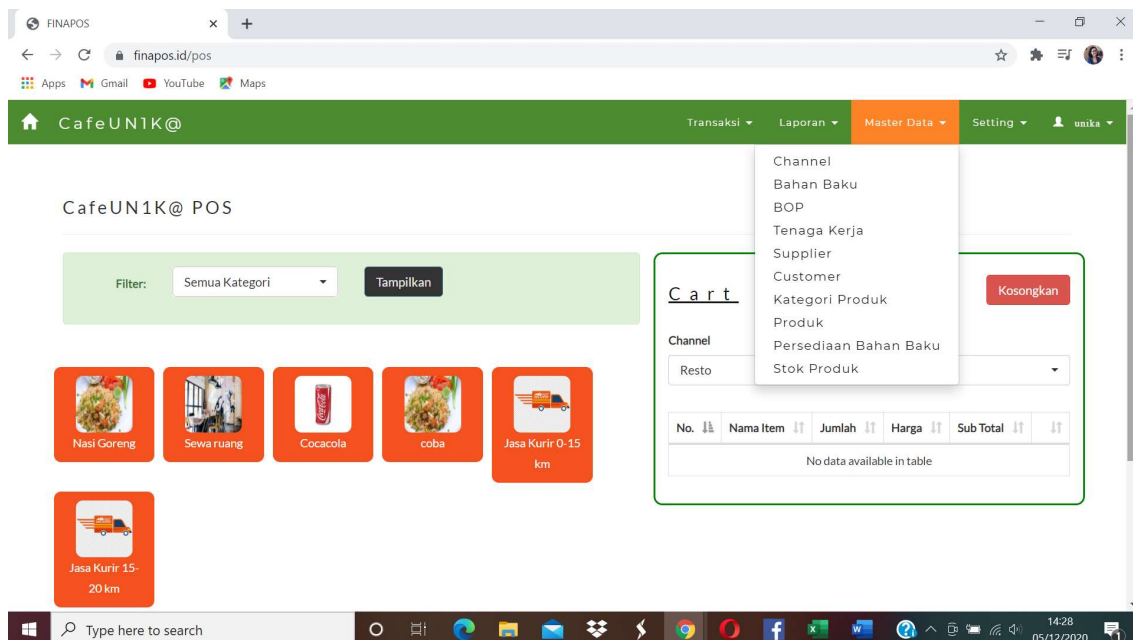 FINAPOS
finapos.id/pos
Apps Gmail YouTube Maps
CafeUN1K@ Transaksi Laporan Master Data Setting unika
Channel
Bahan Baku
BOP
Tenaga Kerja
Supplier
Customer
Kategori Produk
Produk
Persediaan Bahan Baku
Stok Produk
CafeUN1K@ POS
Filter: Semua Kategori Tampilkan
Nasi Goreng
Sewa ruang
Coca-Cola
Cocacola
coba
Jasa Kurir 0-15
km
Jasa Kurir 15-
20 km
Cart Kosongkan
Channel
Resto
No. Nama Item Jumlah Harga Sub Total
No data available in table
Type here to search
14:28
05/12/2020